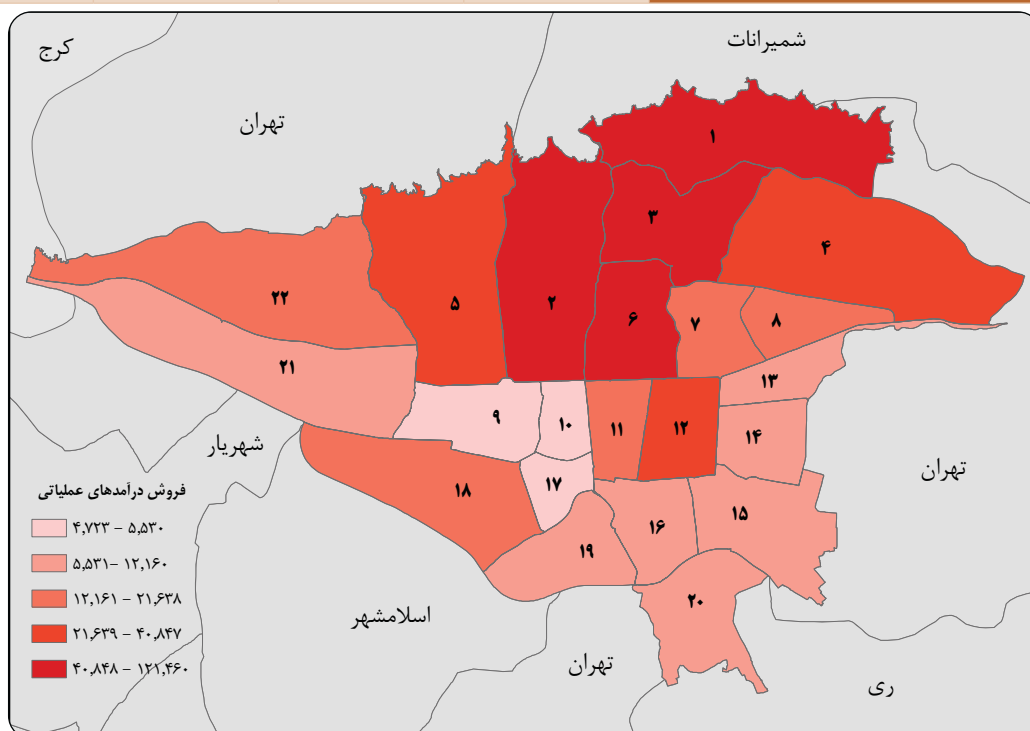 شمیرانات
کرج
تهران
۱
۳
۴
۲۲
۵
۲
۶
۷
۸
۲۱
۱۳
۹
۱۰
۱۱
۱۲
۱۴
شهریار
تهران
۱۸
۱۷
۱۵
۱۶
۱۹
۲۰
اسلامشهر
تهران
ری
فروش درآمدهای عملیاتی
۴,۷۲۳ – ۵,۵۳۰
۵,۵۳۱– ۱۲,۱۶۰
۱۲,۱۶۱ – ۲۱,۶۳۸
۲۱,۶۳۹ – ۴۰,۸۴۷
۴۰,۸۴۸ – ۱۲۱,۴۶۰